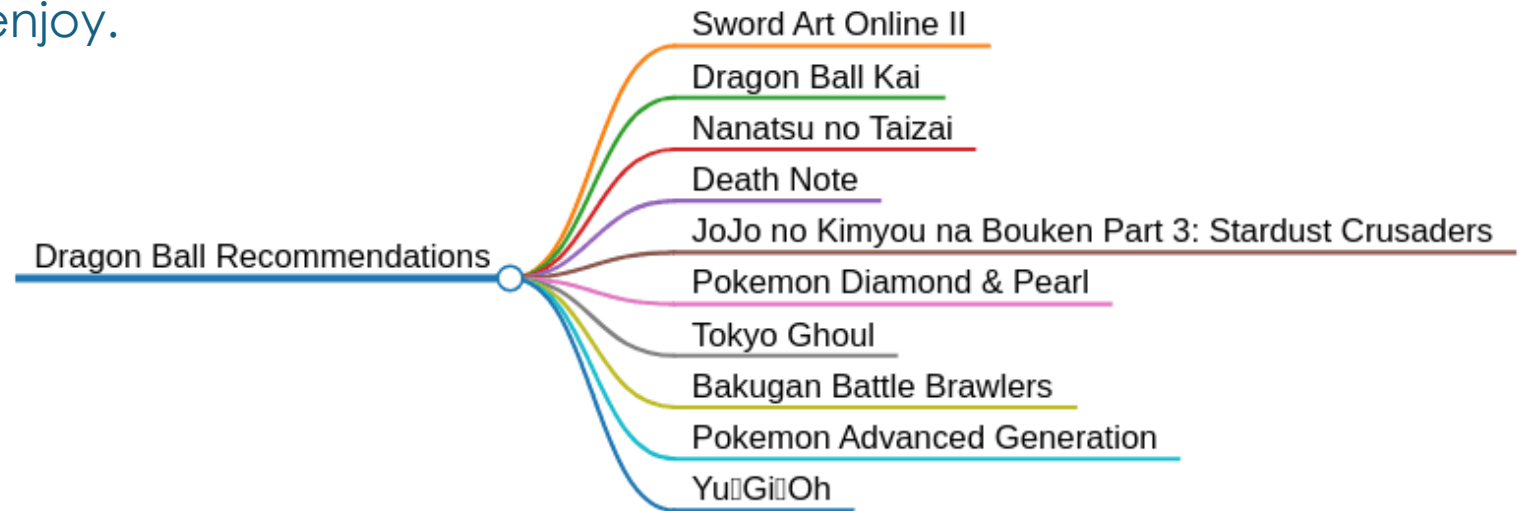 enjoy.
Dragon Ball Recommendations
Sword Art Online II
Dragon Ball Kai
Nanatsu no Taizai
Death Note
JoJo no Kimyou na Bouken Part 3: Stardust Crusaders
Pokemon Diamond & Pearl
Tokyo Ghoul
Bakugan Battle Brawlers
Pokemon Advanced Generation
Yu▯Gi▯Oh